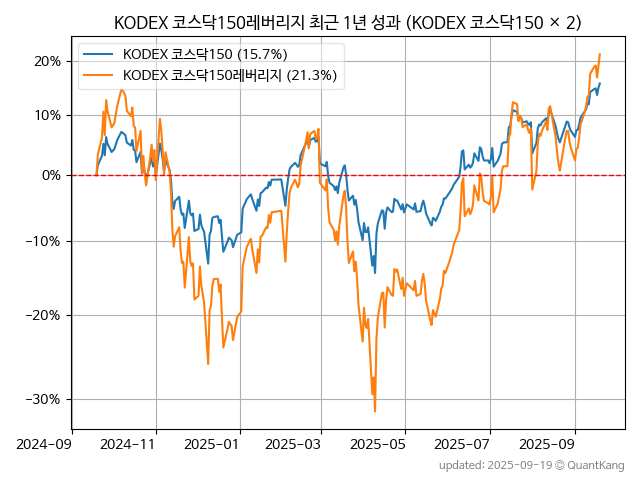 KODEX 코스닥150레버리지 최근 1년 성과 (KODEX 코스닥150 × 2)
KODEX 코스닥150 (15.7%)
KODEX 코스닥150레버리지 (21.3%)
20%
10%
0%
−10%
−20%
−30%
2024-09 2024-11 2025-01 2025-03 2025-05 2025-07 2025-09
updated: 2025-09-19 © QuantKang